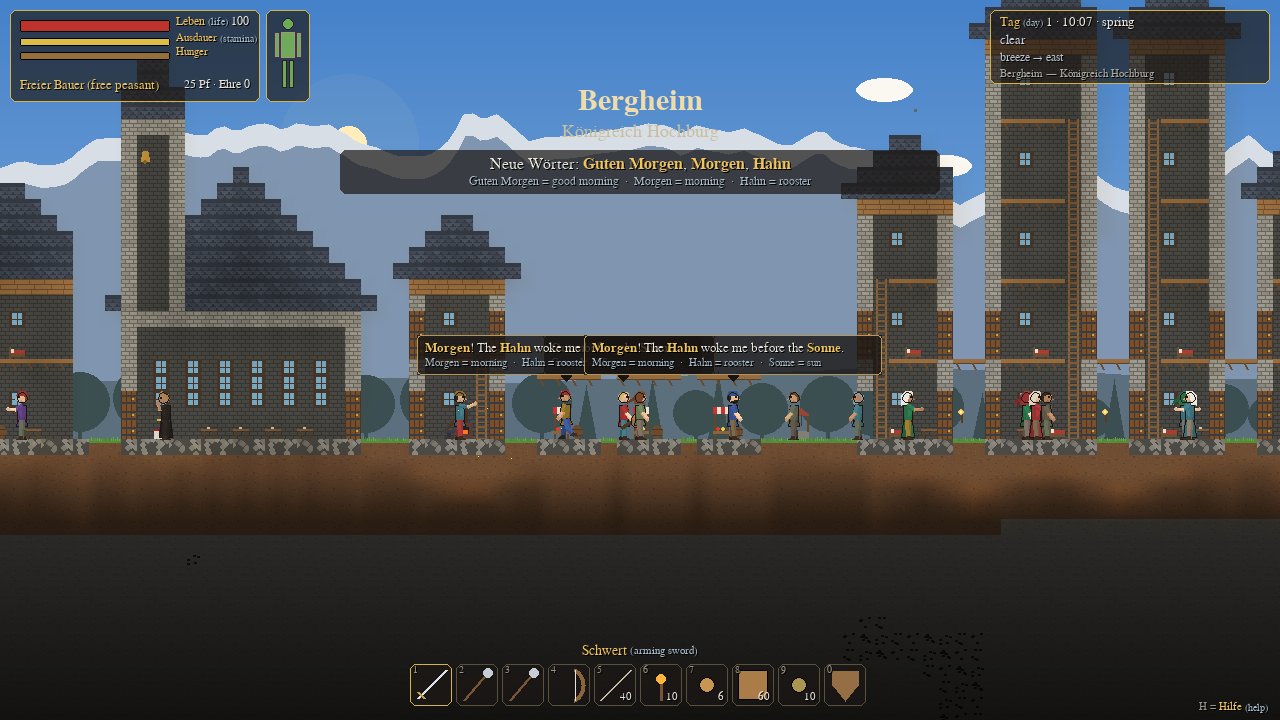 Leben (life) 100
Ausdauer (stamina)
Hunger
Freier Bauer (free peasant) 25 Pf · Ehre 0
Tag (day) 1 · 10:07 · spring
clear
breeze → east
Bergheim — Königreich Hochburg
Bergheim
Königreich Hochburg
Neue Wörter: Guten Morgen, Morgen, Hahn
Guten Morgen = good morning · Morgen = morning · Hahn = rooster
Morgen! The Hahn woke me
Morgen = morning · Hahn = rooste
Morgen! The Hahn woke me before the Sonne.
Morgen = morning · Hahn = rooster · Sonne = sun
Schwert (arming sword)
1 2 3 4 5 6 7 8 9 0
40 10 6 60 10
H = Hilfe (help)